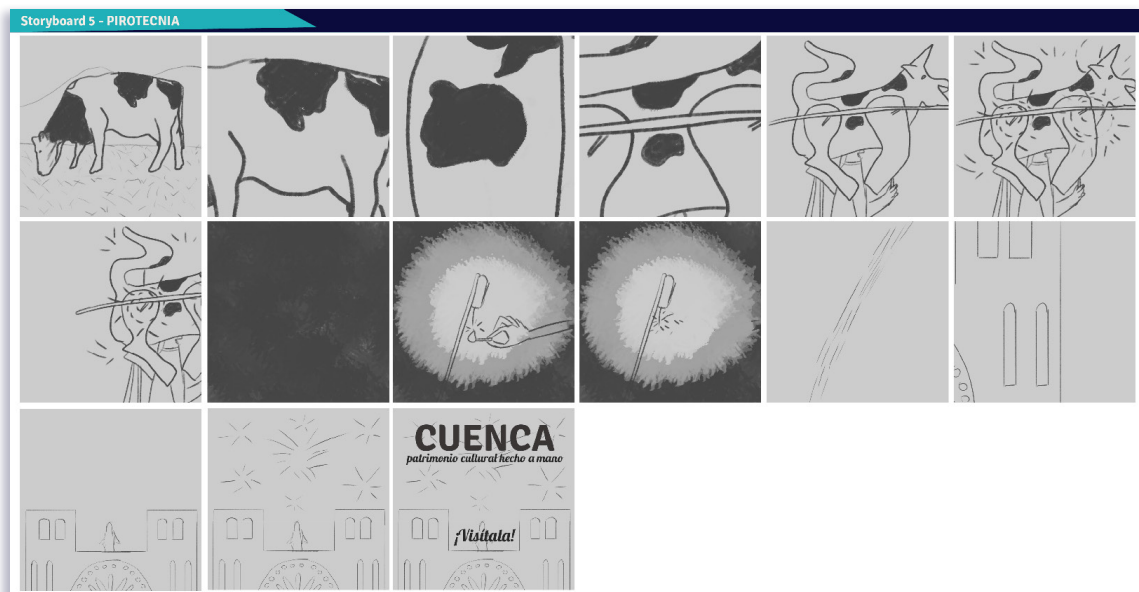 Storyboard 5 - PIROTECNIA
CUENCA
patrimonio cultural hecho a mano
¡Visítala!